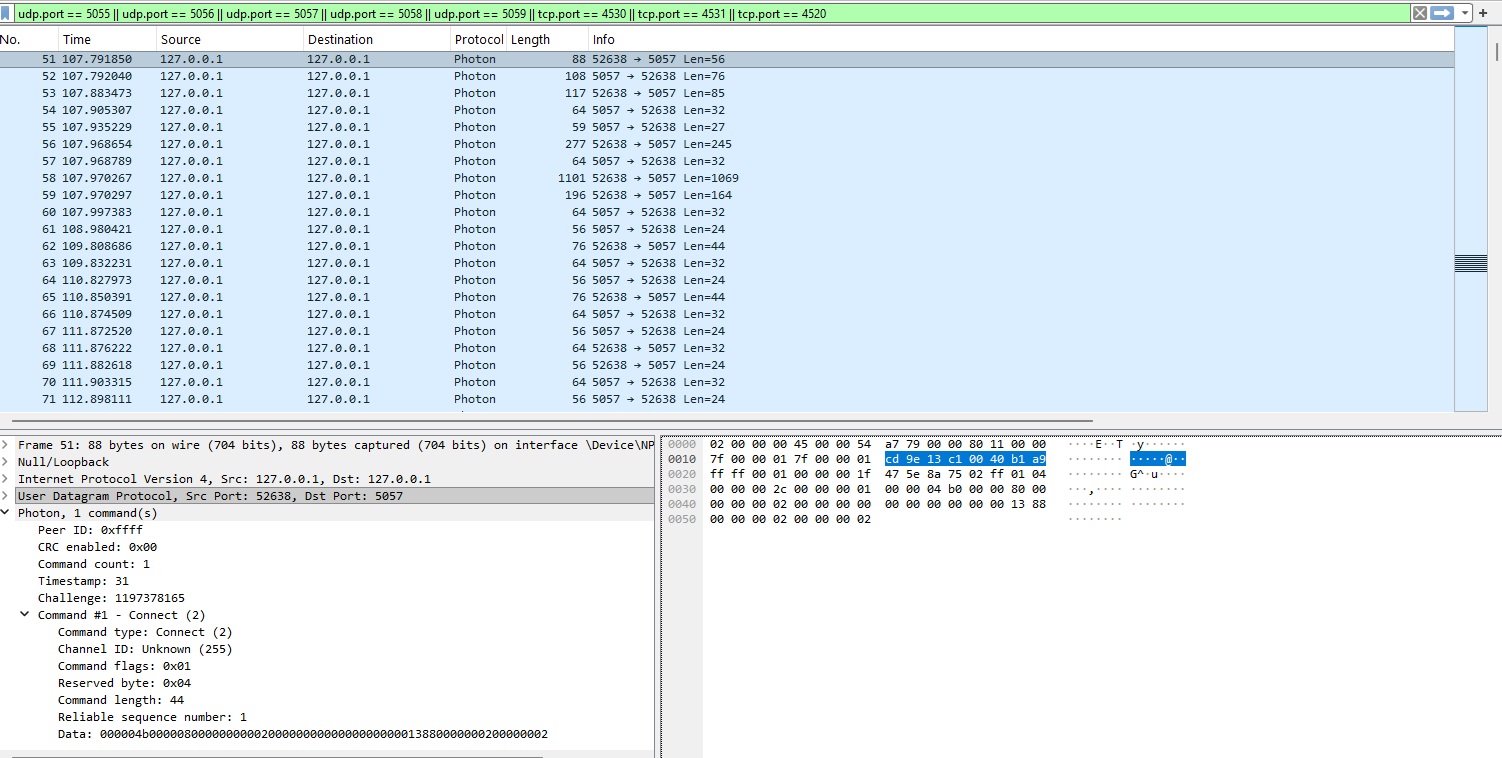 udp.port == 5055 || udp.port == 5056 || udp.port == 5057 || udp.port == 5058 || udp.port == 5059 || tcp.port == 4530 || tcp.port == 4531 || tcp.port == 4520
No. Time Source Destination Protocol Length Info
51 107.791850 127.0.0.1 127.0.0.1 Photon 88 52638 → 5057 Len=56
52 107.792040 127.0.0.1 127.0.0.1 Photon 108 5057 → 52638 Len=76
53 107.883473 127.0.0.1 127.0.0.1 Photon 117 52638 → 5057 Len=85
54 107.905307 127.0.0.1 127.0.0.1 Photon 64 5057 → 52638 Len=32
55 107.935229 127.0.0.1 127.0.0.1 Photon 59 5057 → 52638 Len=27
56 107.968654 127.0.0.1 127.0.0.1 Photon 277 52638 → 5057 Len=245
57 107.968789 127.0.0.1 127.0.0.1 Photon 64 5057 → 52638 Len=32
58 107.970267 127.0.0.1 127.0.0.1 Photon 1101 52638 → 5057 Len=1069
59 107.970297 127.0.0.1 127.0.0.1 Photon 196 52638 → 5057 Len=164
60 107.997383 127.0.0.1 127.0.0.1 Photon 64 5057 → 52638 Len=32
61 108.980421 127.0.0.1 127.0.0.1 Photon 56 5057 → 52638 Len=24
62 109.808686 127.0.0.1 127.0.0.1 Photon 76 52638 → 5057 Len=44
63 109.832231 127.0.0.1 127.0.0.1 Photon 64 5057 → 52638 Len=32
64 110.827973 127.0.0.1 127.0.0.1 Photon 56 5057 → 52638 Len=24
65 110.850391 127.0.0.1 127.0.0.1 Photon 76 52638 → 5057 Len=44
66 110.874509 127.0.0.1 127.0.0.1 Photon 64 5057 → 52638 Len=32
67 111.872520 127.0.0.1 127.0.0.1 Photon 56 5057 → 52638 Len=24
68 111.876222 127.0.0.1 127.0.0.1 Photon 64 52638 → 5057 Len=32
69 111.882618 127.0.0.1 127.0.0.1 Photon 56 52638 → 5057 Len=24
70 111.903315 127.0.0.1 127.0.0.1 Photon 64 5057 → 52638 Len=32
71 112.898111 127.0.0.1 127.0.0.1 Photon 56 5057 → 52638 Len=24
Frame 51: 88 bytes on wire (704 bits), 88 bytes captured (704 bits) on interface \Device\NP
Null/Loopback
Internet Protocol Version 4, Src: 127.0.0.1, Dst: 127.0.0.1
User Datagram Protocol, Src Port: 52638, Dst Port: 5057
Photon, 1 command(s)
Peer ID: 0xffff
CRC enabled: 0x00
Command count: 1
Timestamp: 31
Challenge: 1197378165
Command #1 - Connect (2)
Command type: Connect (2)
Channel ID: Unknown (255)
Command flags: 0x01
Reserved byte: 0x04
Command length: 44
Reliable sequence number: 1
Data: 000004b0000080000000000200000000000000000000138800000002​00000002
0000 02 00 00 00 45 00 00 54 a7 79 00 00 80 11 00 00 ····E··T ·y······
0010 7f 00 00 01 7f 00 00 01 cd 9e 13 c1 00 40 b1 a9 ········ ·····@··
0020 ff ff 00 01 00 00 00 1f 47 5e 8a 75 02 ff 01 04 ········ G^·u····
0030 00 00 00 2c 00 00 00 01 00 00 04 b0 00 00 80 00 ···,···· ········
0040 00 00 00 02 00 00 00 00 00 00 00 00 00 00 13 88 ········ ········
0050 00 00 00 02 00 00 00 02 ········